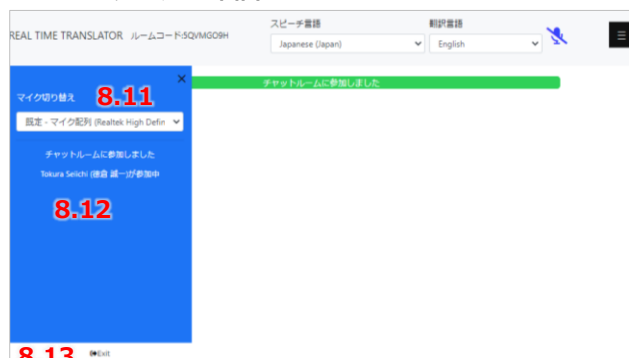 スピーチ言語 翻訳言語
REAL TIME TRANSLATOR ルームコード:5QVMGO9H
Japanese (Japan) English
チャットルームに参加しました
マイク切り替え 8.11
既定 - マイク配列 (Realtek High Defin
チャットルームに参加しました
Tokura Seiichi (徳倉 誠一)が参加中
8.12
8.13 Exit